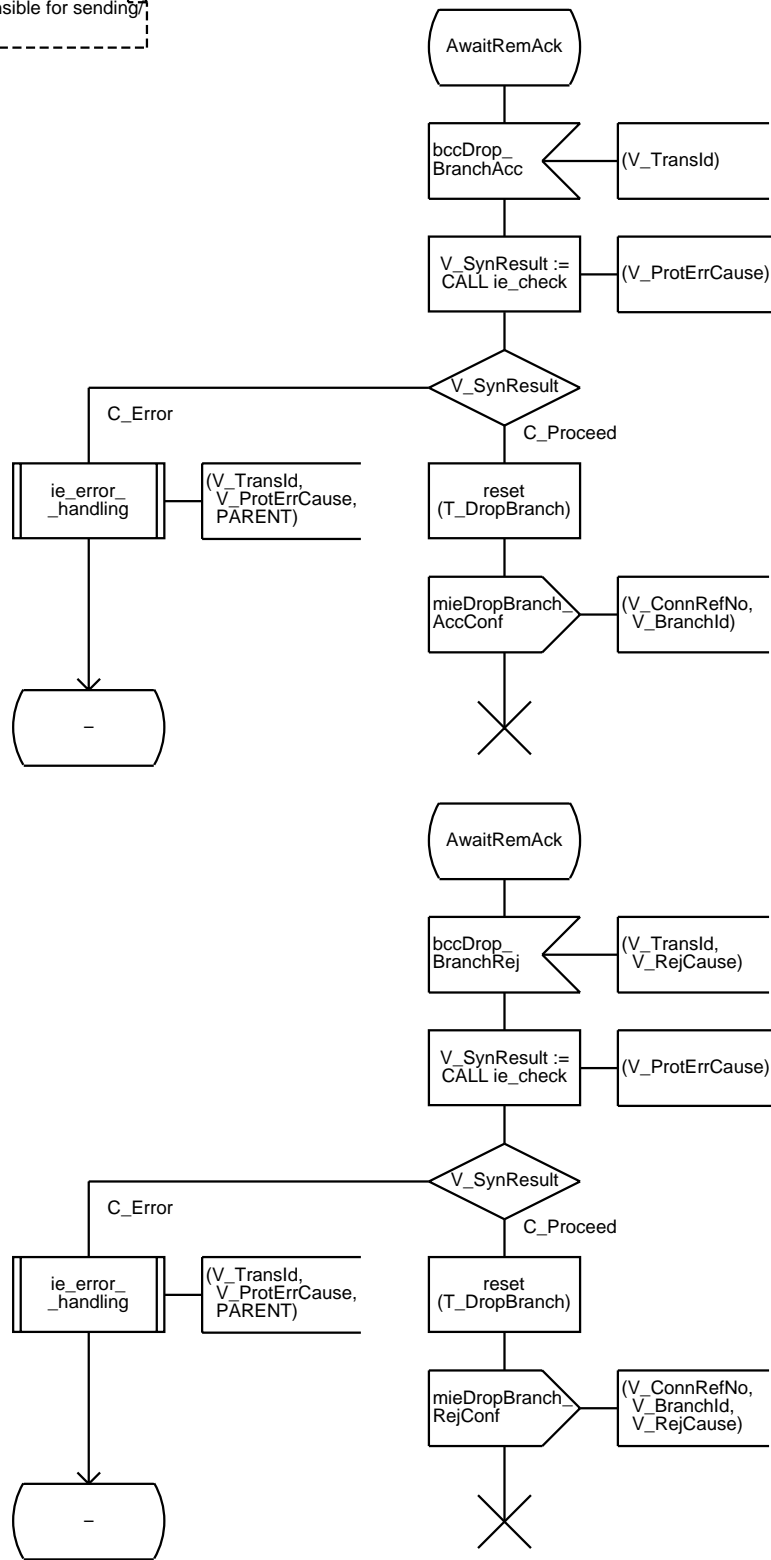 sible for sending/
AwaitRemAck
bccDrop_
BranchAcc
(V_TransId)
V_SynResult :=
CALL ie_check
(V_ProtErrCause)
V_SynResult
C_Error
C_Proceed
ie_error_
_handling
(V_TransId,
V_ProtErrCause,
PARENT)
reset
(T_DropBranch)
mieDropBranch_
AccConf
(V_ConnRefNo,
V_BranchId)
–
AwaitRemAck
bccDrop_
BranchRej
(V_TransId,
V_RejCause)
V_SynResult :=
CALL ie_check
(V_ProtErrCause)
V_SynResult
C_Error
C_Proceed
ie_error_
_handling
(V_TransId,
V_ProtErrCause,
PARENT)
reset
(T_DropBranch)
mieDropBranch_
RejConf
(V_ConnRefNo,
V_BranchId,
V_RejCause)
–